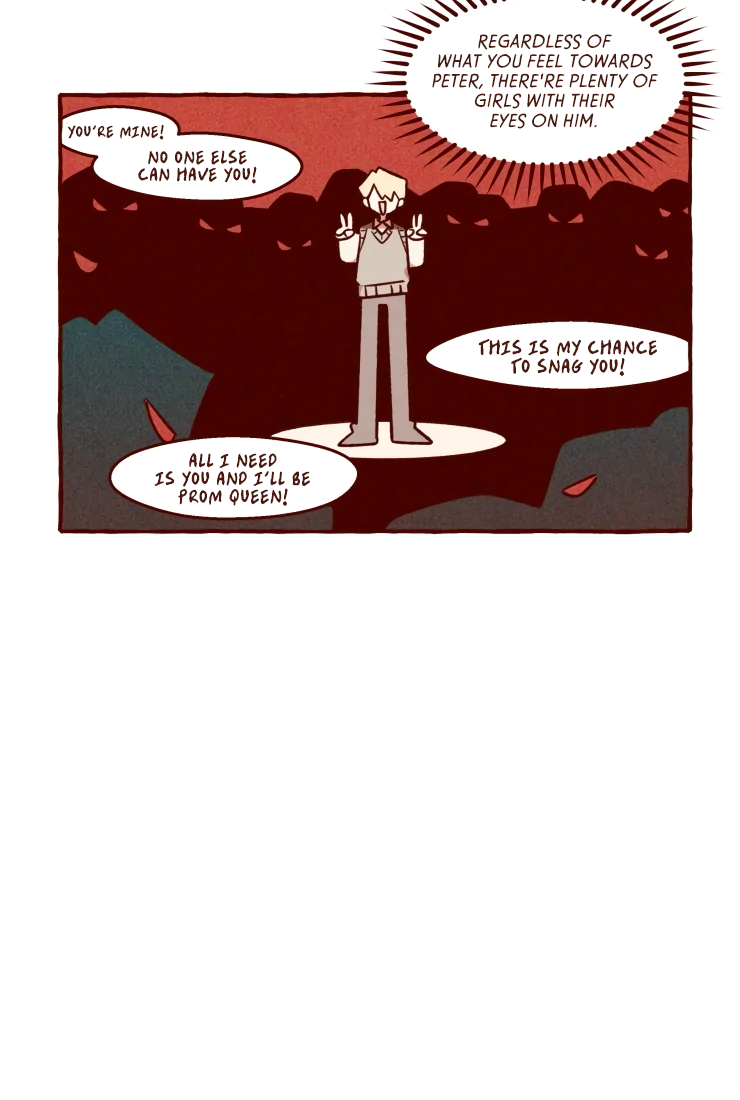 REGARDLESS OF
WHAT YOU FEEL TOWARDS
PETER, THERE'RE PLENTY OF
GIRLS WITH THEIR
EYES ON HIM.
YOU'RE MINE!
NO ONE ELSE
CAN HAVE YOU!
THIS IS MY CHANCE
TO SNAG YOU!
ALL I NEED
IS YOU AND I'LL BE
PROM QUEEN!